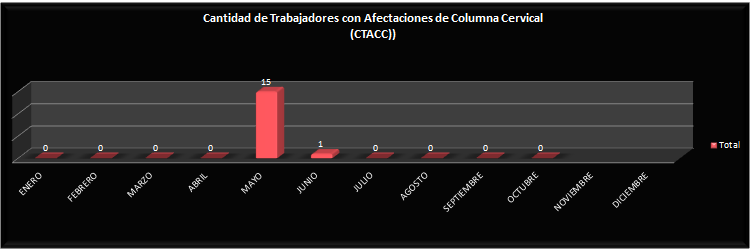 Cantidad de Trabajadores con Afectaciones de Columna Cervical
(CTACC))
15
0 0 0 0 1 0 0 0 0
ENERO FEBRERO MARZO ABRIL MAYO JUNIO JULIO AGOSTO SEPTIEMBRE OCTUBRE NOVIEMBRE DICIEMBRE
Total